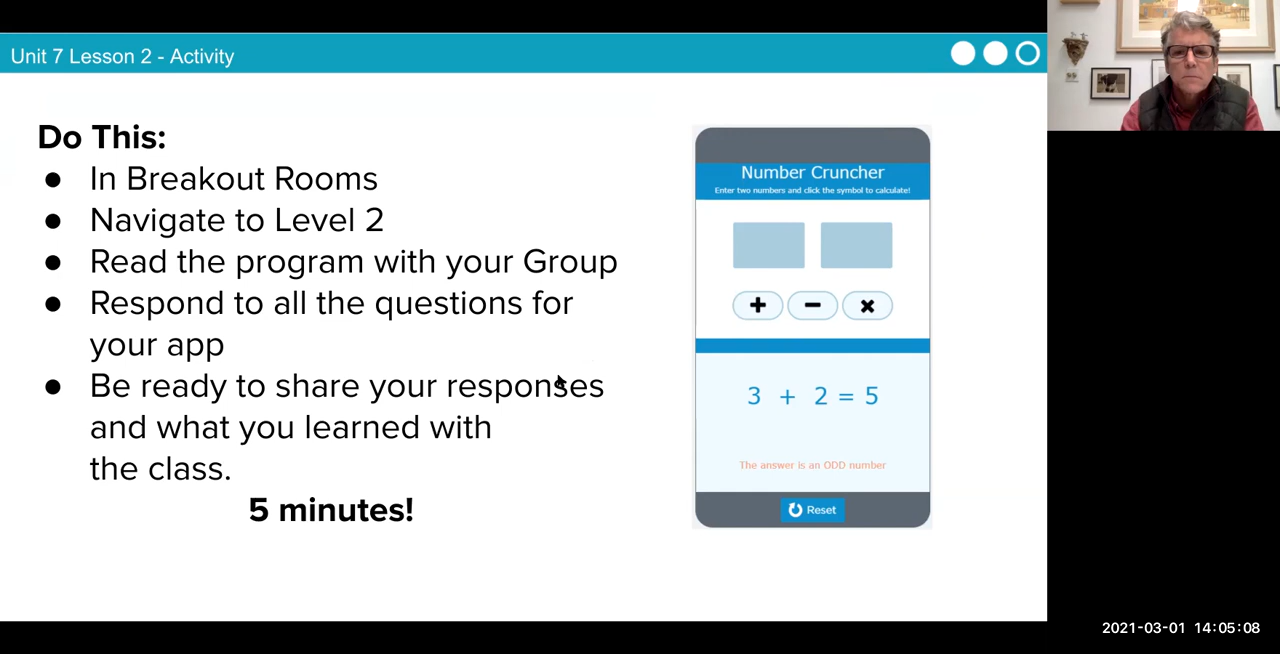 Unit 7 Lesson 2 - Activity
Do This:
● In Breakout Rooms
● Navigate to Level 2
● Read the program with your Group
● Respond to all the questions for
your app
● Be ready to share your responses
and what you learned with
the class.
5 minutes!
Number Cruncher
Enter two numbers and click the symbol to calculate!
+ − ×
3 + 2 = 5
The answer is an ODD number
Reset
2021-03-01 14:05:08